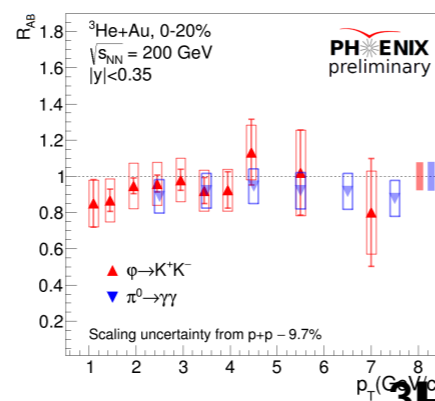 R_AB
³He+Au, 0-20%
√s_NN = 200 GeV
|y|<0.35
PHENIX
preliminary
1.8
1.6
1.4
1.2
1
0.8
0.6
0.4
0.2
φ→K⁺K⁻
π⁰→γγ
Scaling uncertainty from p+p – 9.7%
1 2 3 4 5 6 7 8
p_T(GeV/c
3H